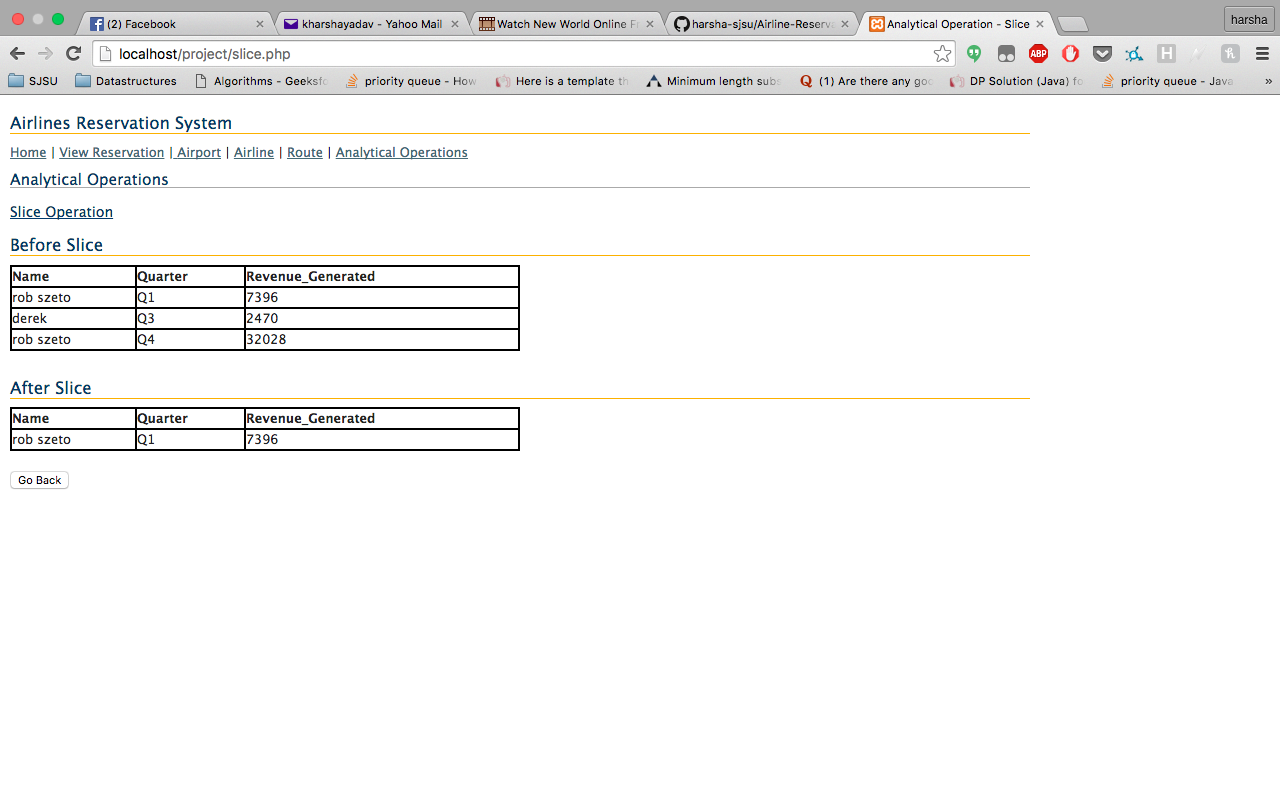 (2) Facebook
kharshayadav - Yahoo Mail
Watch New World Online Fr
harsha-sjsu/Airline-Reserva
Analytical Operation - Slice
harsha
localhost/project/slice.php
ABP
H
SJSU
Datastructures
Algorithms - Geeksfo
priority queue - How
Here is a template th
Minimum length subs
(1) Are there any goo
DP Solution (Java) fo
priority queue - Java
»
Airlines Reservation System
Home | View Reservation | Airport | Airline | Route | Analytical Operations
Analytical Operations
Slice Operation
Before Slice
Name Quarter Revenue_Generated
rob szeto Q1 7396
derek Q3 2470
rob szeto Q4 32028
After Slice
Name Quarter Revenue_Generated
rob szeto Q1 7396
Go Back